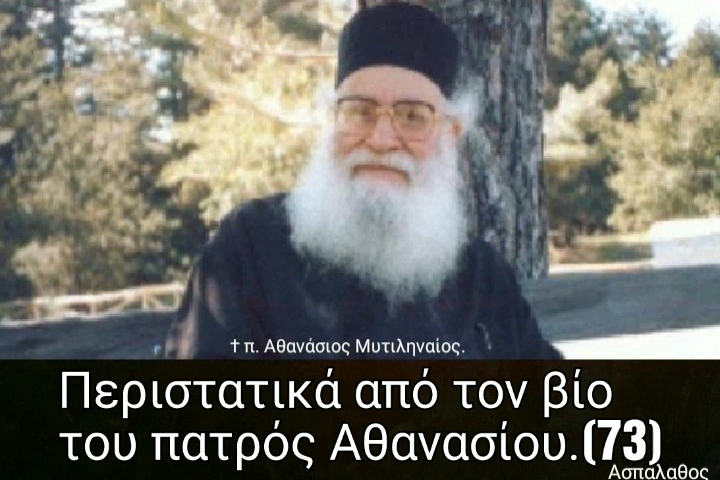 ✝ π. Αθανάσιος Μυτιληναίος.
Περιστατικά από τον βίο
του πατρός Αθανασίου.(73)
Ασπάλαθος